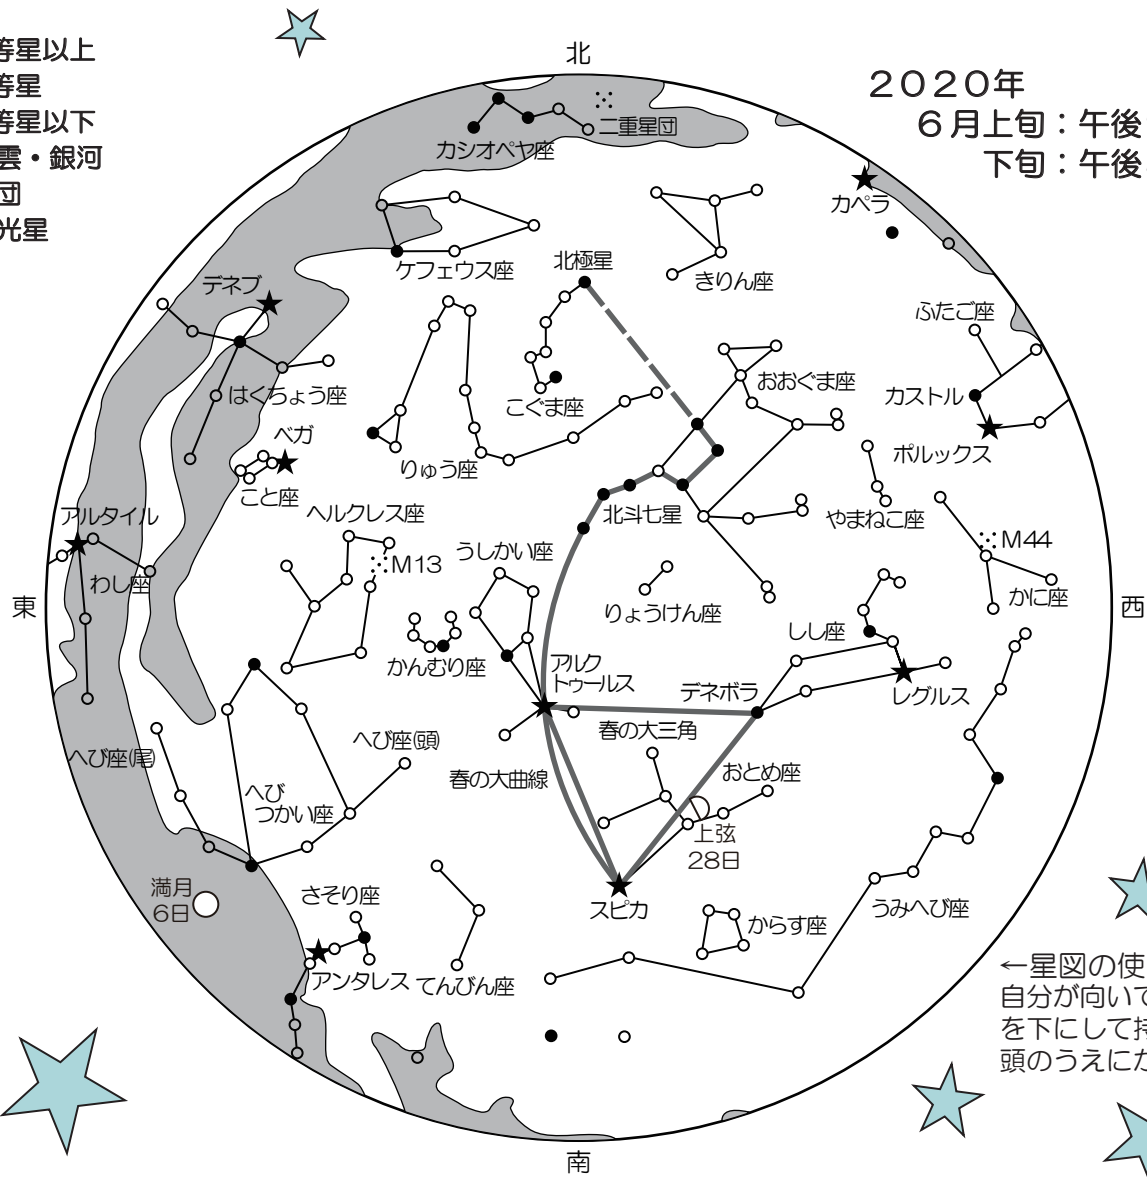 等星以上
等星
等星以下
雲・銀河
団
光星
北
2020年
6月上旬：午後
下旬：午後
二重星団
カシオペヤ座
カペラ
ケフェウス座
北極星
きりん座
デネブ
ふたご座
おおぐま座
カストル
はくちょう座
こぐま座
ベガ
りゅう座
ポルックス
こと座
アルタイル
ヘルクレス座
北斗七星
やまねこ座
うしかい座
M44
M13
わし座
東
りょうけん座
かに座
西
しし座
かんむり座
アルク
トゥールス
デネボラ
レグルス
春の大三角
へび座(頭)
へび座(尾)
春の大曲線
おとめ座
へび
つかい座
上弦
28日
満月
6日
さそり座
スピカ
からす座
うみへび座
アンタレス
てんびん座
←星図の使
自分が向いて
を下にして持
頭のうえにか
南